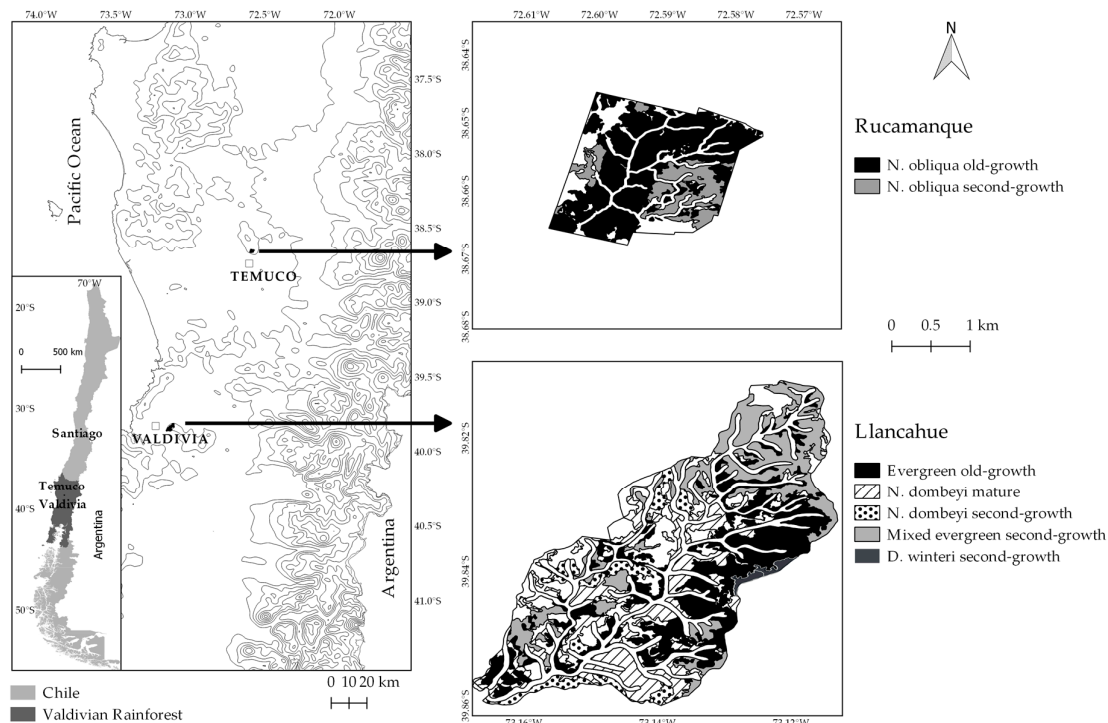 74.0°W 73.0°W 72.5°W 72.0°W
37.5°S
38.0°S
38.5°S
39.0°S
39.5°S
40.0°S
40.5°S
41.0°S
Pacific Ocean
TEMUCO
VALDIVIA
Argentina
70°W
20°S
0 500 km
30°S
Santiago
Temuco
Valdivia
40°S
Argentina
50°S
Chile
Valdivian Rainforest
0 10 20 km
72.61°W 72.60°W 72.59°W 72.58°W 72.57°W
38.64°S
38.65°S
38.66°S
38.67°S
38.68°S
N
Rucamanque
N. obliqua old-growth
N. obliqua second-growth
0 0.5 1 km
39.82°S
39.84°S
39.86°S
73.16°W 73.14°W 73.12°W
Llancahue
Evergreen old-growth
N. dombeyi mature
N. dombeyi second-growth
Mixed evergreen second-growth
D. winteri second-growth